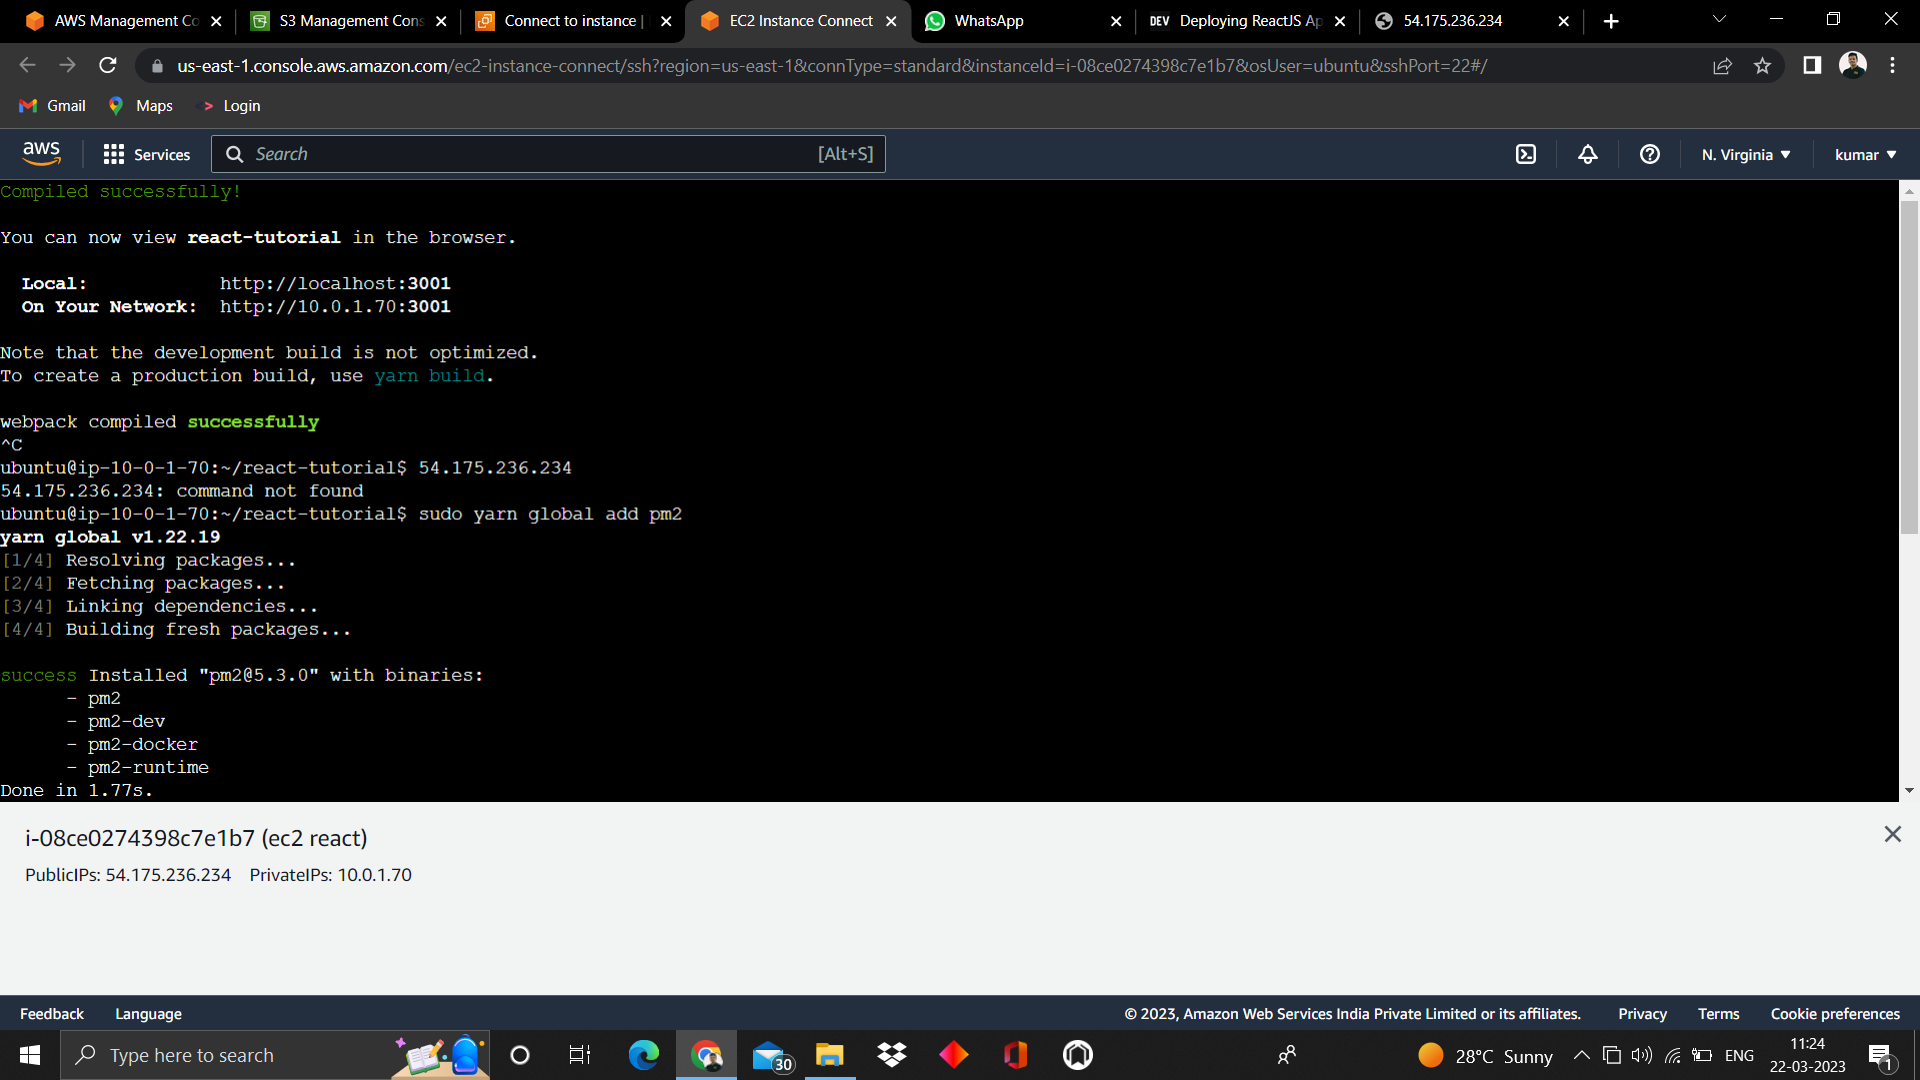 AWS Management Co
S3 Management Cons
Connect to instance |
EC2 Instance Connect
WhatsApp
DEV Deploying ReactJS Ap
54.175.236.234
us-east-1.console.aws.amazon.com/ec2-instance-connect/ssh?region=us-east-1&connType=standard&instanceId=i-08ce0274398c7e1b7&osUser=ubuntu&sshPort=22#/
Gmail Maps Login
aws Services Search [Alt+S] N. Virginia kumar
Compiled successfully!
You can now view react-tutorial in the browser.
Local: http://localhost:3001
On Your Network: http://10.0.1.70:3001
Note that the development build is not optimized.
To create a production build, use yarn build.
webpack compiled successfully
^C
ubuntu@ip-10-0-1-70:~/react-tutorial$ 54.175.236.234
54.175.236.234: command not found
ubuntu@ip-10-0-1-70:~/react-tutorial$ sudo yarn global add pm2
yarn global v1.22.19
[1/4] Resolving packages...
[2/4] Fetching packages...
[3/4] Linking dependencies...
[4/4] Building fresh packages...
success Installed "pm2@5.3.0" with binaries:
- pm2
- pm2-dev
- pm2-docker
- pm2-runtime
Done in 1.77s.
i-08ce0274398c7e1b7 (ec2 react)
PublicIPs: 54.175.236.234 PrivateIPs: 10.0.1.70
Feedback Language © 2023, Amazon Web Services India Private Limited or its affiliates. Privacy Terms Cookie preferences
Type here to search
30
28°C Sunny
ENG
11:24
22-03-2023
1